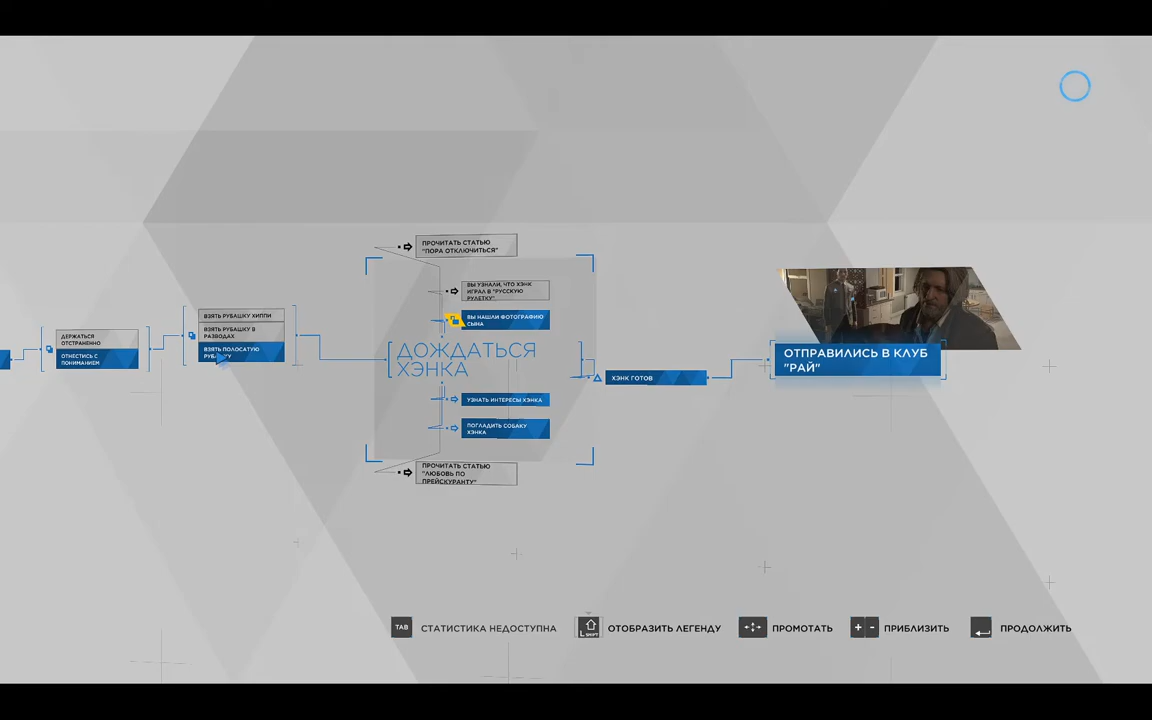 ДЕРЖАТЬСЯ
ОТСТРАНЕННО
ОТНЕСТИСЬ С
ПОНИМАНИЕМ
ВЗЯТЬ РУБАШКУ ХИППИ
ВЗЯТЬ РУБАШКУ В
РАЗВОДАХ
ВЗЯТЬ ПОЛОСАТУЮ
РУБАШКУ
ПРОЧИТАТЬ СТАТЬЮ
"ПОРА ОТКЛЮЧИТЬСЯ"
ВЫ УЗНАЛИ, ЧТО ХЭНК
ИГРАЛ В "РУССКУЮ
РУЛЕТКУ"
ВЫ НАШЛИ ФОТОГРАФИЮ
СЫНА
ДОЖДАТЬСЯ
ХЭНКА
УЗНАТЬ ИНТЕРЕСЫ ХЭНКА
ПОГЛАДИТЬ СОБАКУ
ХЭНКА
ПРОЧИТАТЬ СТАТЬЮ
"ЛЮБОВЬ ПО
ПРЕЙСКУРАНТУ"
ХЭНК ГОТОВ
ОТПРАВИЛИСЬ В КЛУБ
"РАЙ"
TAB СТАТИСТИКА НЕДОСТУПНА
L SHIFT ОТОБРАЗИТЬ ЛЕГЕНДУ
ПРОМОТАТЬ
+ - ПРИБЛИЗИТЬ
ПРОДОЛЖИТЬ